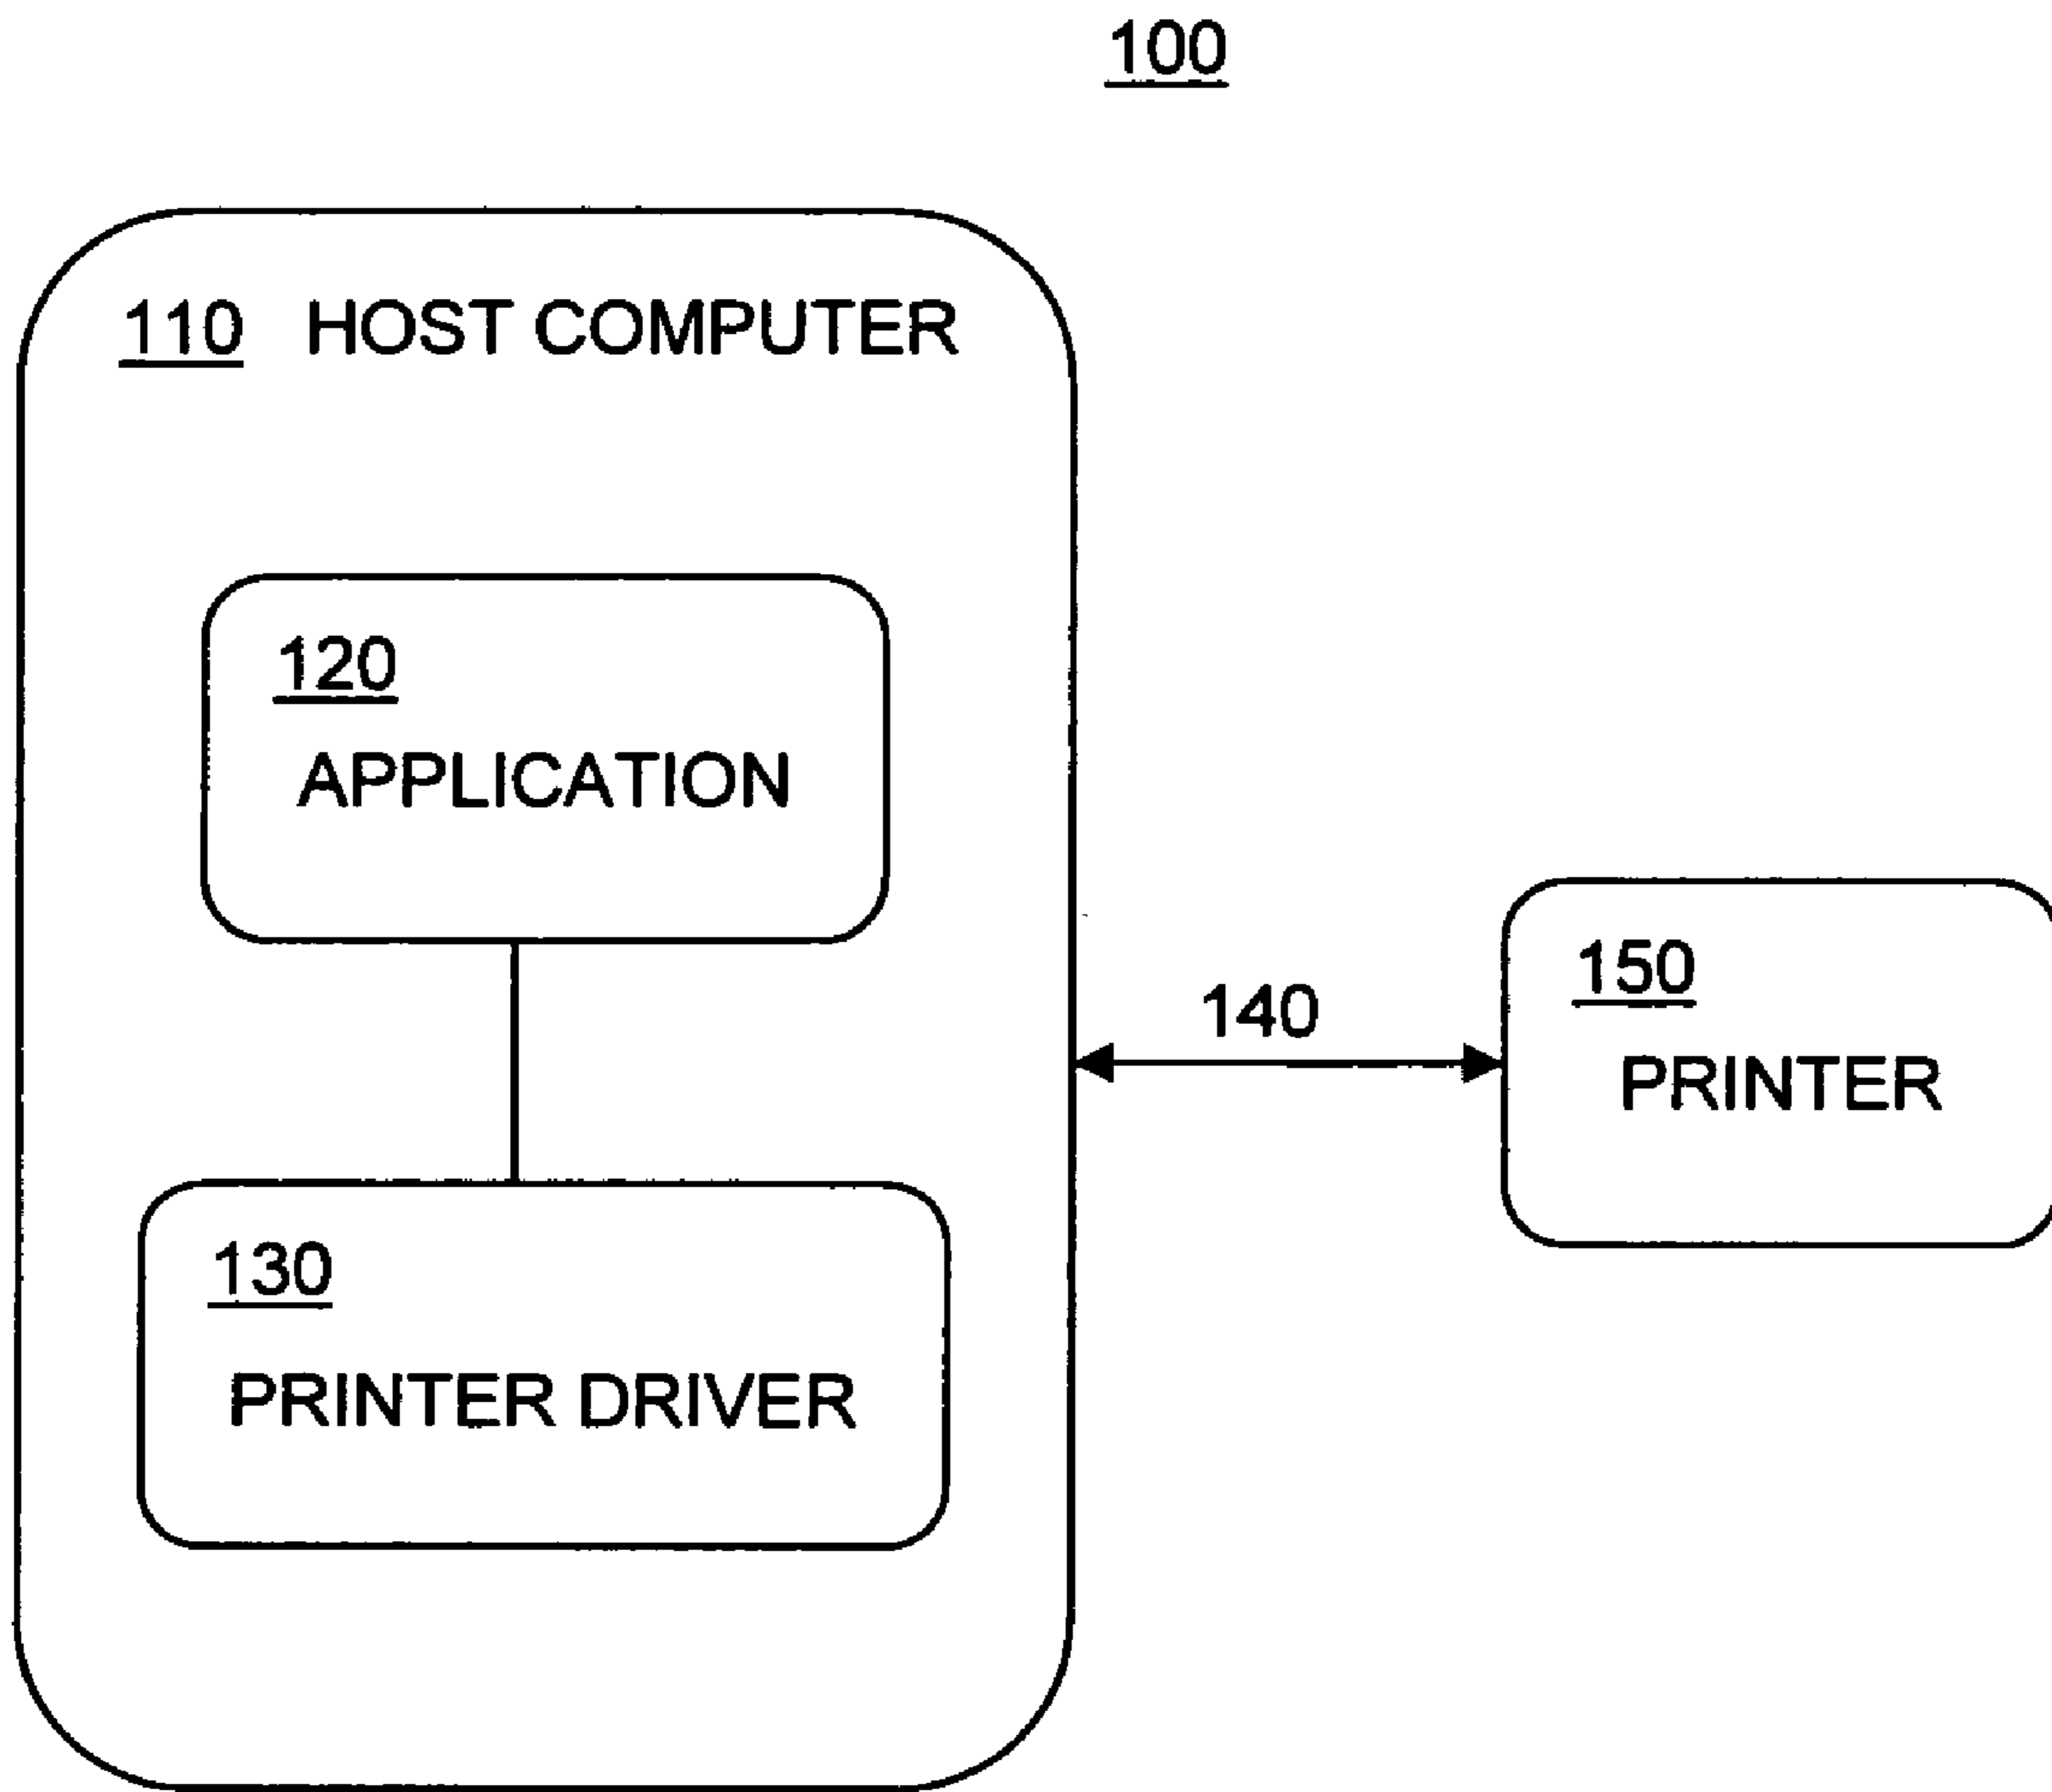 100
110 HOST COMPUTER
120
APPLICATION
140
150
PRINTER
130
PRINTER DRIVER